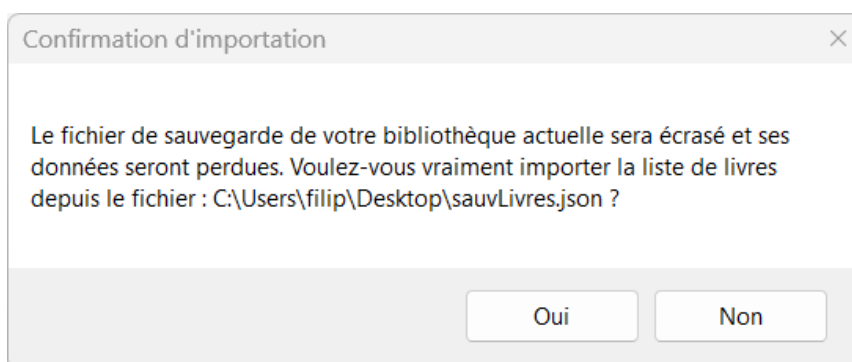 Confirmation d'importation
Le fichier de sauvegarde de votre bibliothèque actuelle sera écrasé et ses
données seront perdues. Voulez-vous vraiment importer la liste de livres
depuis le fichier : C:\Users\filip\Desktop\sauvLivres.json ?
Oui Non